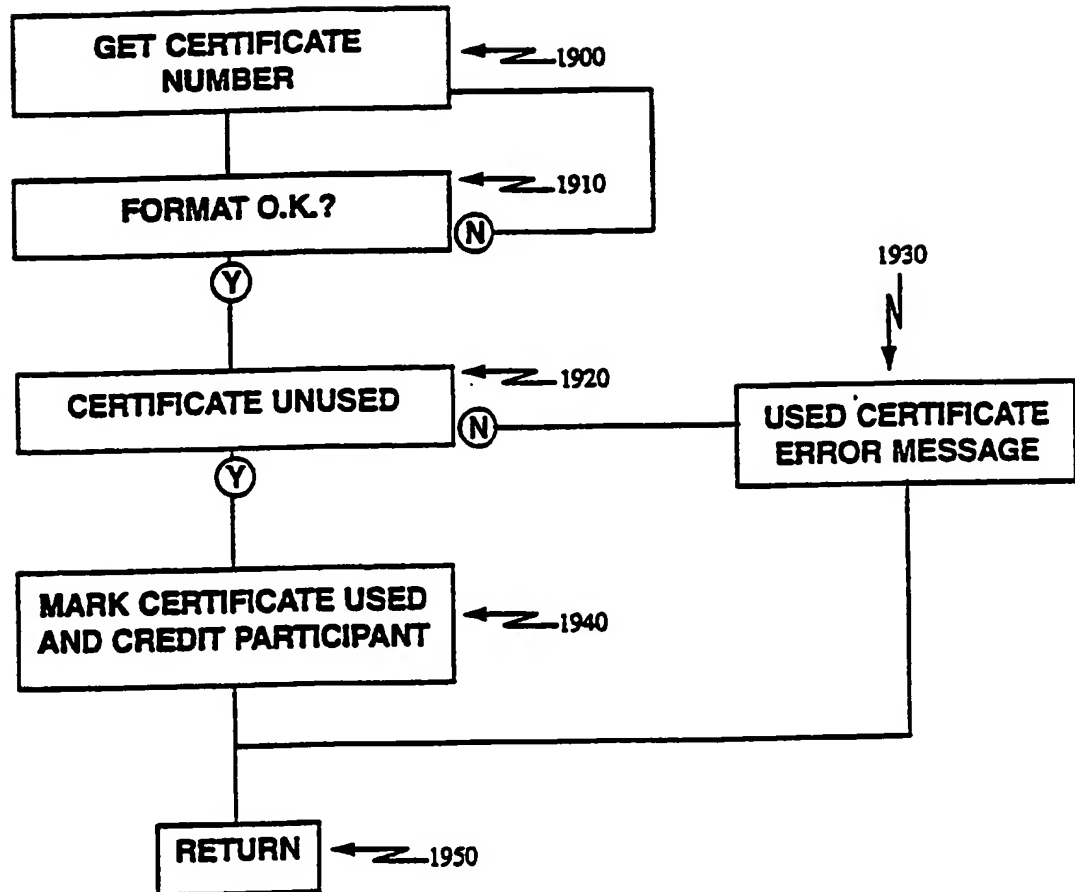 GET CERTIFICATE
NUMBER
1900
FORMAT O.K.?
1910
N
Y
1930
CERTIFICATE UNUSED
1920
N
USED CERTIFICATE
ERROR MESSAGE
Y
MARK CERTIFICATE USED
AND CREDIT PARTICIPANT
1940
RETURN
1950